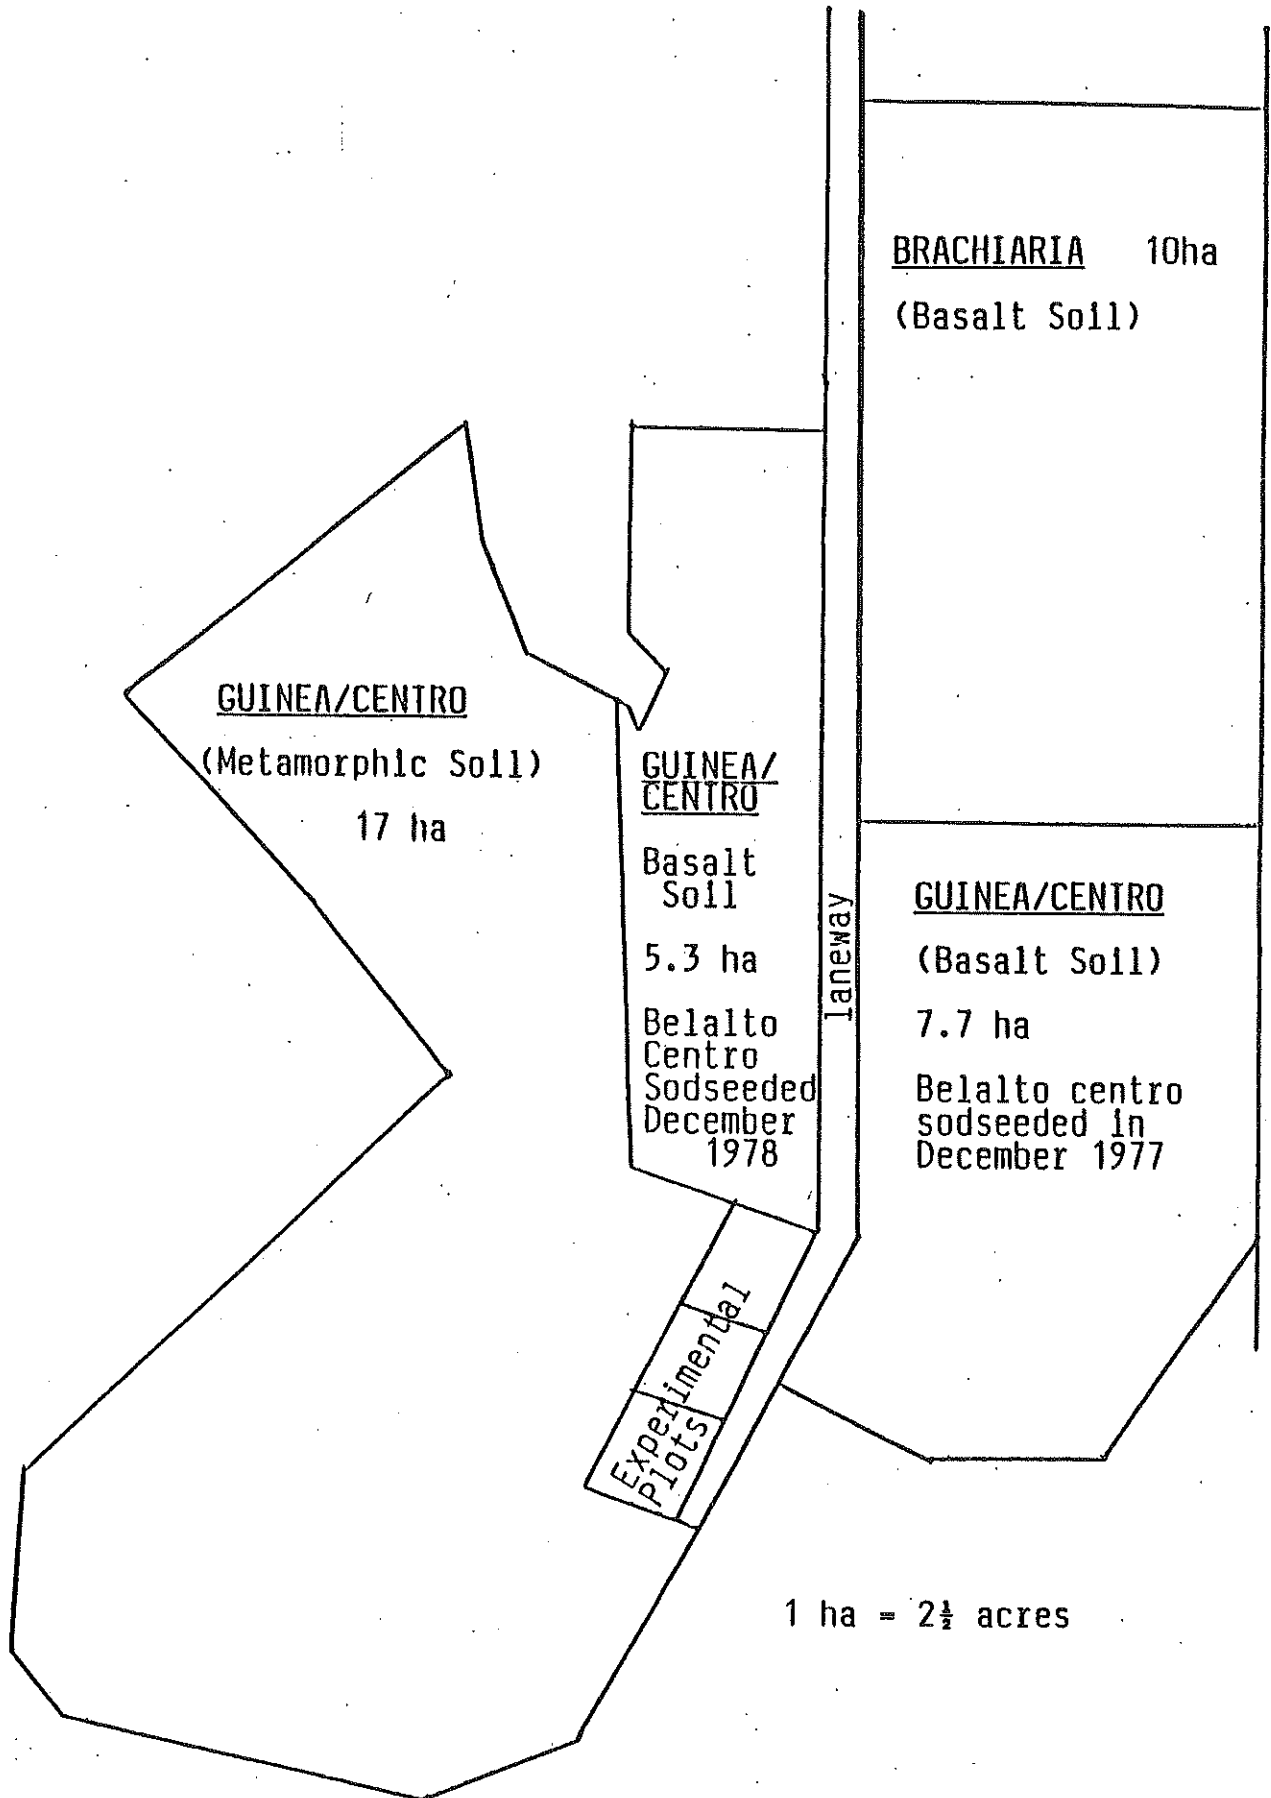 BRACHIARIA 10ha
(Basalt Soil)
GUINEA/CENTRO
(Metamorphic Soil)
17 ha
GUINEA/
CENTRO
Basalt
Soil
5.3 ha
Belalto
Centro
Sodseeded
December
1978
laneway
GUINEA/CENTRO
(Basalt Soil)
7.7 ha
Belalto centro
sodseeded in
December 1977
Experimental
Plots
1 ha = 2½ acres